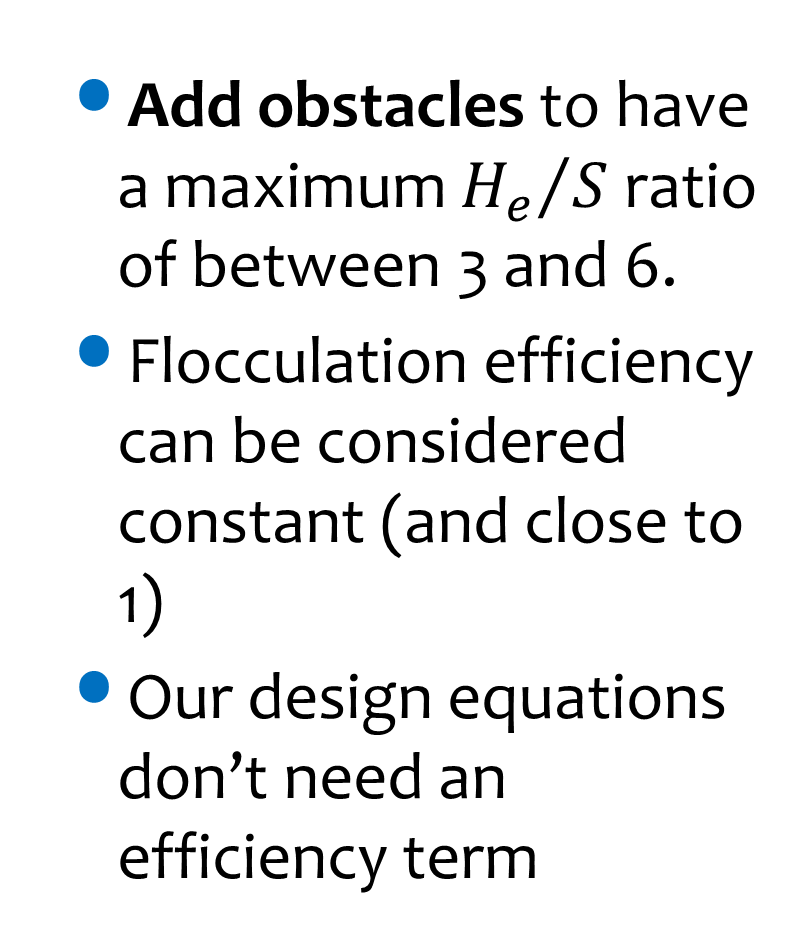 • Add obstacles to have
a maximum Hₑ/S ratio
of between 3 and 6.
• Flocculation efficiency
can be considered
constant (and close to
1)
• Our design equations
don’t need an
efficiency term